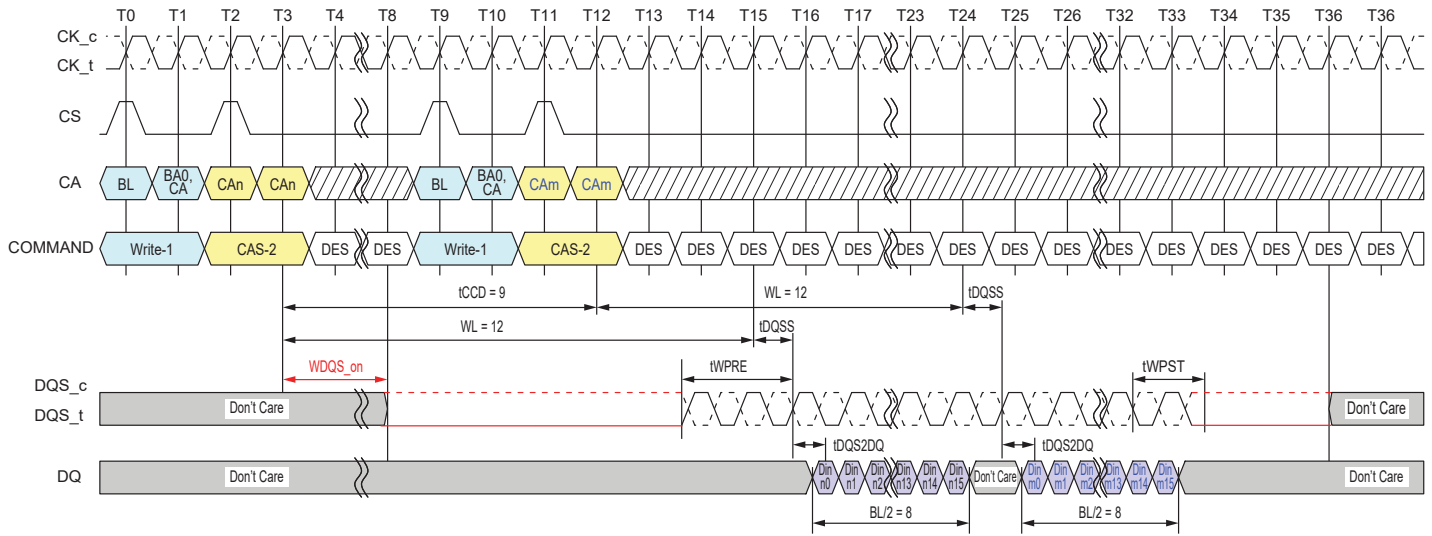 T0 T1 T2 T3 T4 T8 T9 T10 T11 T12 T13 T14 T15 T16 T17 T23 T24 T25 T26 T32 T33 T34 T35 T36 T36
CK_c
CK_t
CS
CA BL BA0, CA CAn CAn BL BA0, CA CAm CAm
COMMAND Write-1 CAS-2 DES DES Write-1 CAS-2 DES DES DES DES DES DES DES DES DES DES DES DES DES DES DES
tCCD = 9 WL = 12 tDQSS
WL = 12 tDQSS
WDQS_on tWPRE tWPST
DQS_c
DQS_t Don't Care Don't Care
tDQS2DQ tDQS2DQ
DQ Don't Care Din n0 Din n1 Din n2 Din n13 Din n14 Din n15 Don't Care Din m0 Din m1 Din m2 Din m13 Din m14 Din m15 Don't Care
BL/2 = 8 BL/2 = 8